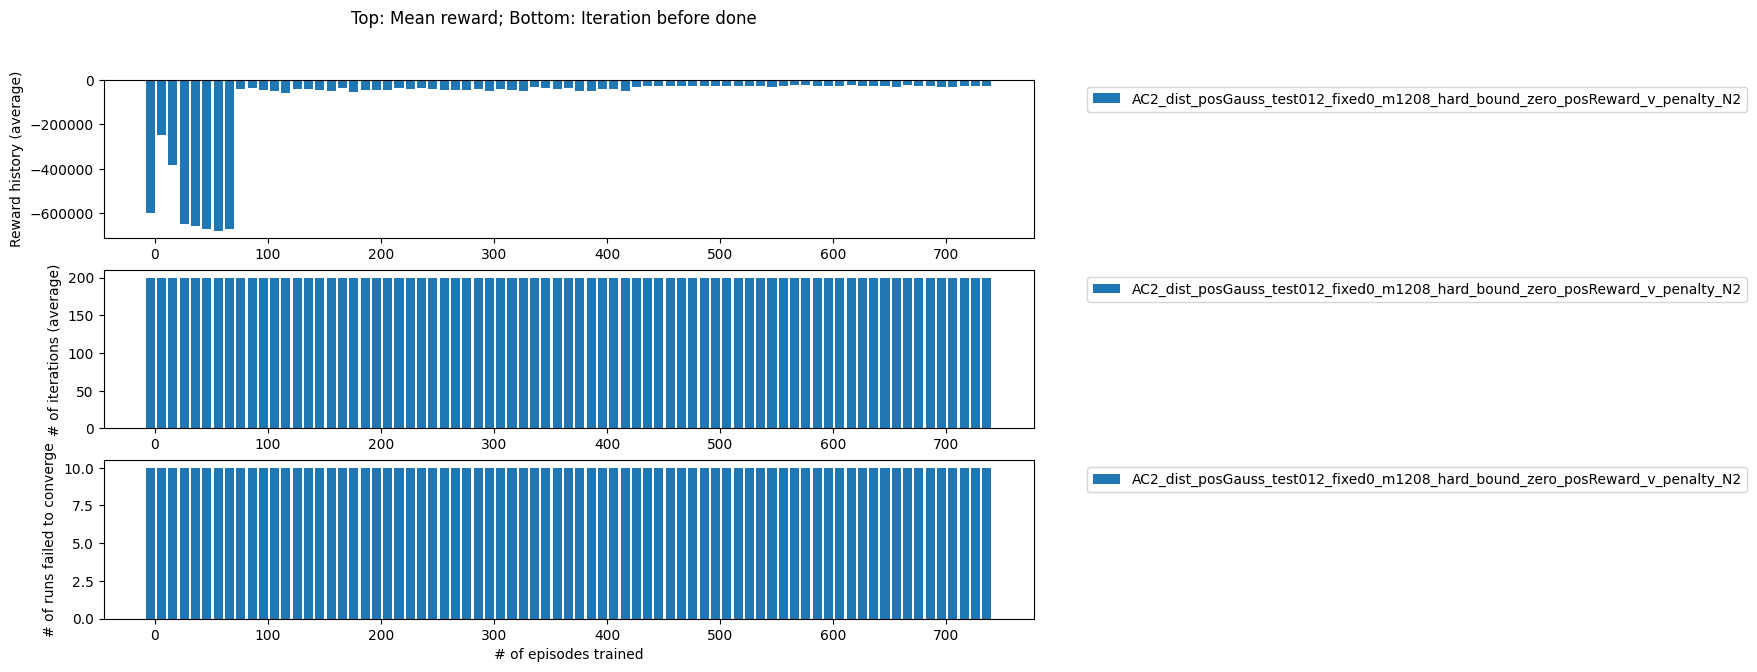 Top: Mean reward; Bottom: Iteration before done
Reward history (average)
0
−200000
−400000
−600000
0 100 200 300 400 500 600 700
AC2_dist_posGauss_test012_fixed0_m1208_hard_bound_zero_posReward_v_penalty_N2
# of iterations (average)
200
150
100
50
0
0 100 200 300 400 500 600 700
AC2_dist_posGauss_test012_fixed0_m1208_hard_bound_zero_posReward_v_penalty_N2
# of runs failed to converge
10.0
7.5
5.0
2.5
0.0
0 100 200 300 400 500 600 700
# of episodes trained
AC2_dist_posGauss_test012_fixed0_m1208_hard_bound_zero_posReward_v_penalty_N2